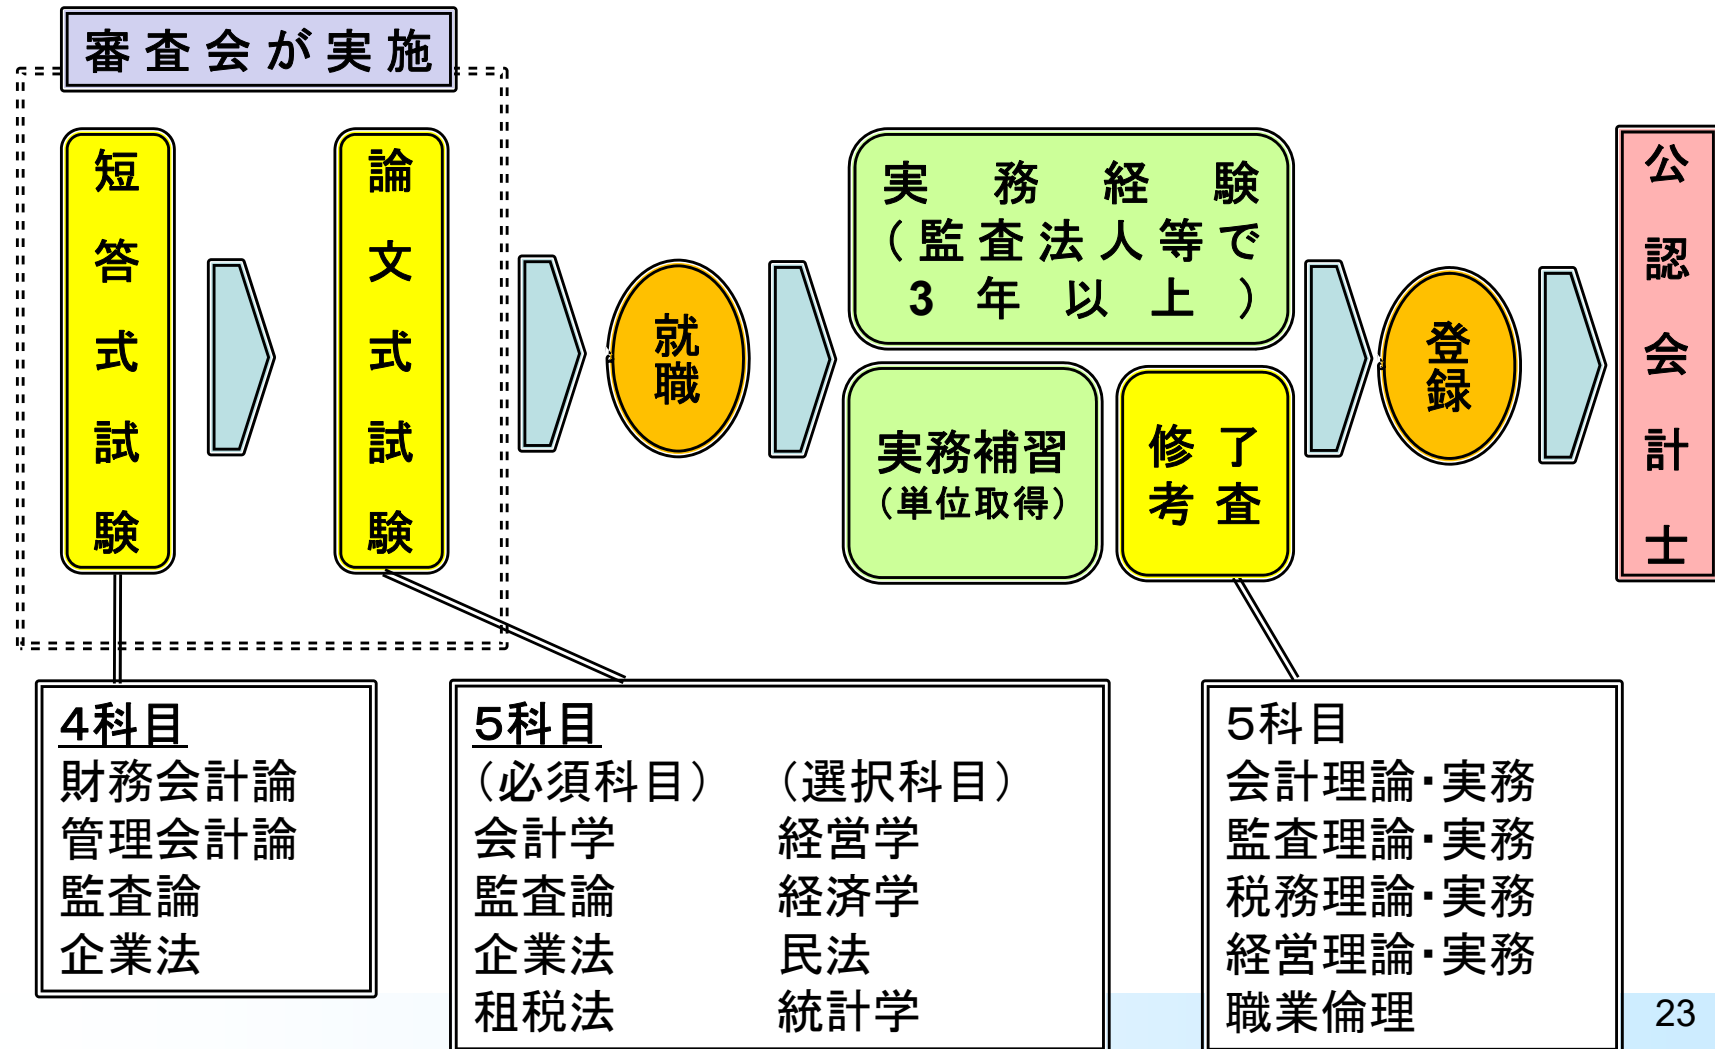 審査会が実施
短答式試験
論文式試験
就職
実務経験
（監査法人等で
3年以上）
実務補習
（単位取得）
修了
考査
登録
公認会計士
４科目
財務会計論
管理会計論
監査論
企業法
５科目
（必須科目） （選択科目）
会計学 経営学
監査論 経済学
企業法 民法
租税法 統計学
５科目
会計理論・実務
監査理論・実務
税務理論・実務
経営理論・実務
職業倫理
23